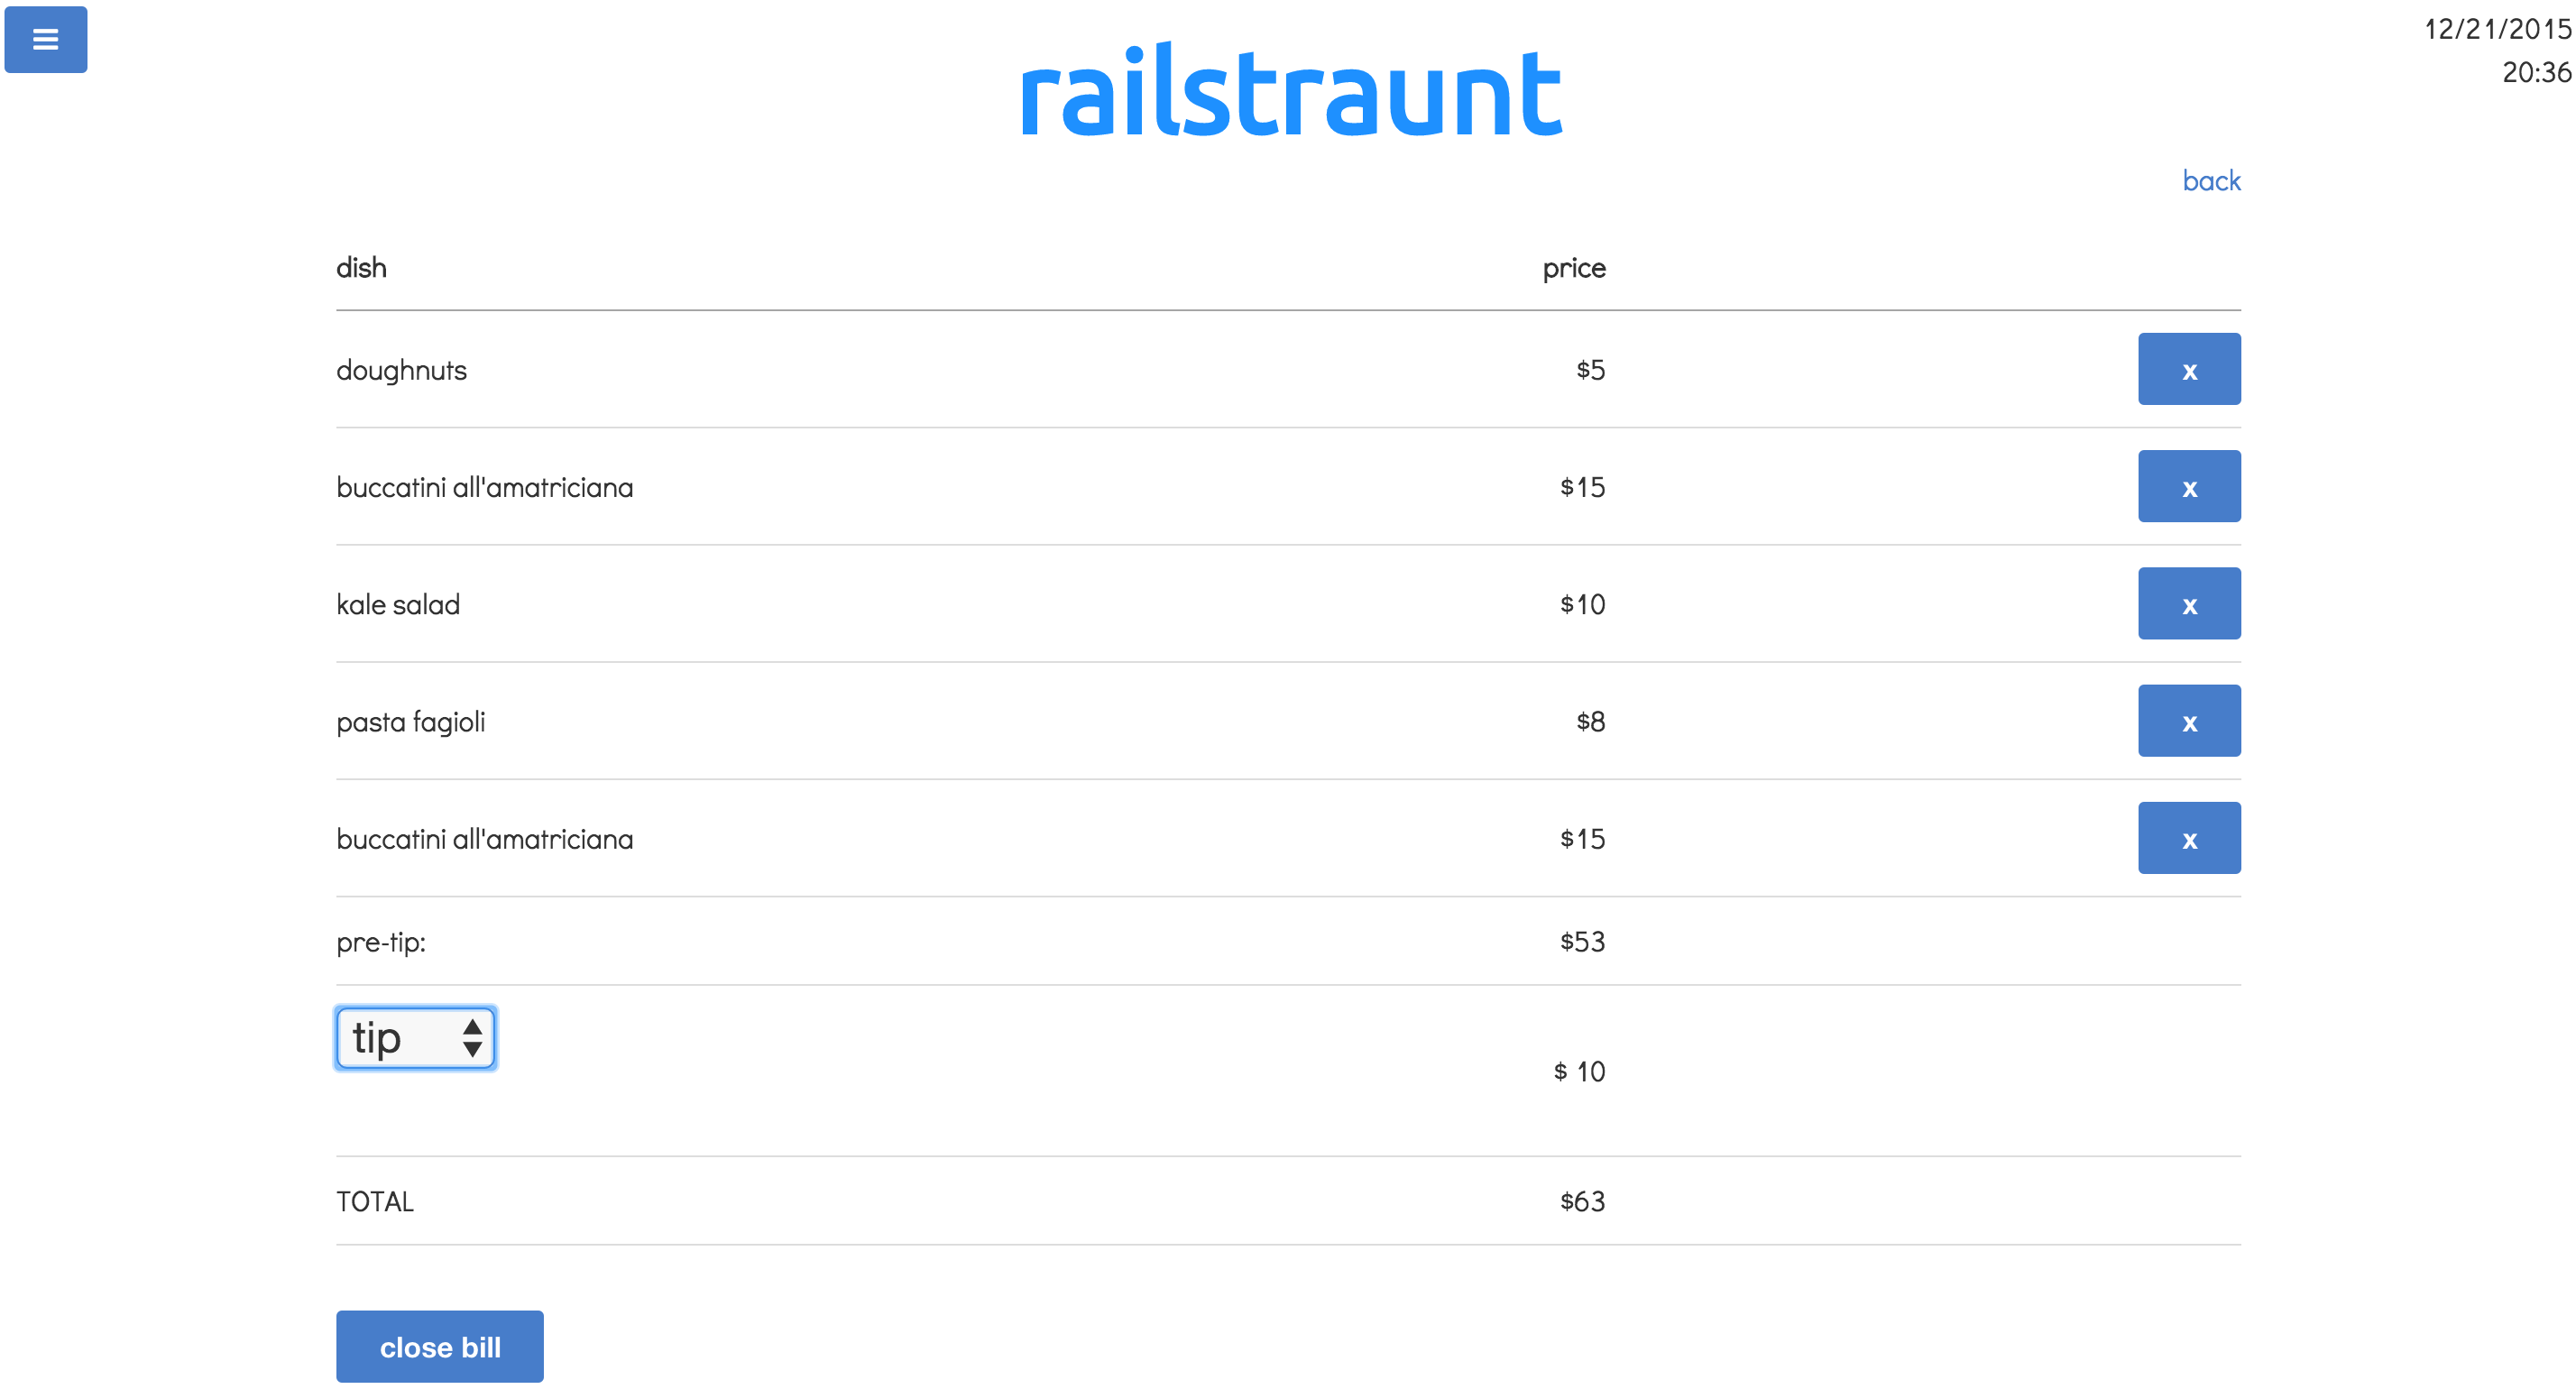 12/21/2015
20:36
railstraunt
back
dish price
doughnuts $5 x
buccatini all'amatriciana $15 x
kale salad $10 x
pasta fagioli $8 x
buccatini all'amatriciana $15 x
pre-tip: $53
tip $ 10
TOTAL $63
close bill